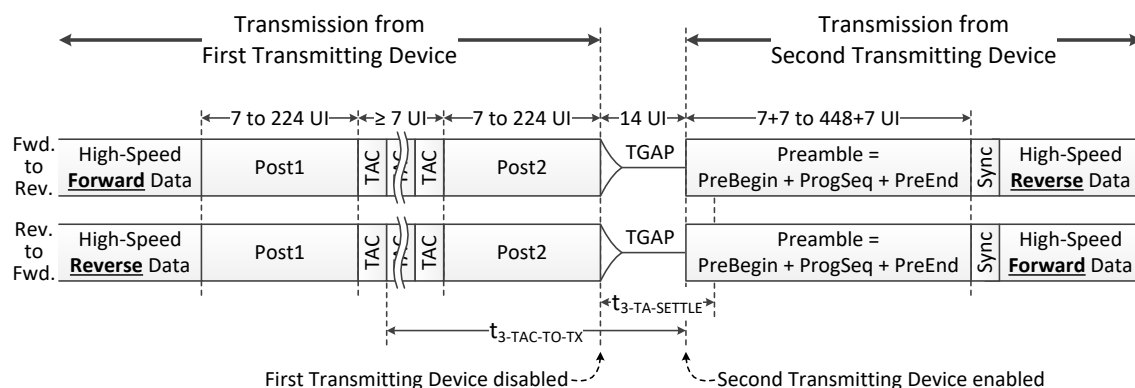 Transmission from
First Transmitting Device
Transmission from
Second Transmitting Device
7 to 224 UI
≥ 7 UI
7 to 224 UI
14 UI
7+7 to 448+7 UI
Fwd.
to
Rev.
High-Speed
Forward Data
Post1
TAC
TAC
Post2
TGAP
Preamble =
PreBegin + ProgSeq + PreEnd
Sync
High-Speed
Reverse Data
Rev.
to
Fwd.
High-Speed
Reverse Data
Post1
TAC
TAC
Post2
TGAP
Preamble =
PreBegin + ProgSeq + PreEnd
Sync
High-Speed
Forward Data
t3-TA-SETTLE
t3-TAC-TO-TX
First Transmitting Device disabled
Second Transmitting Device enabled